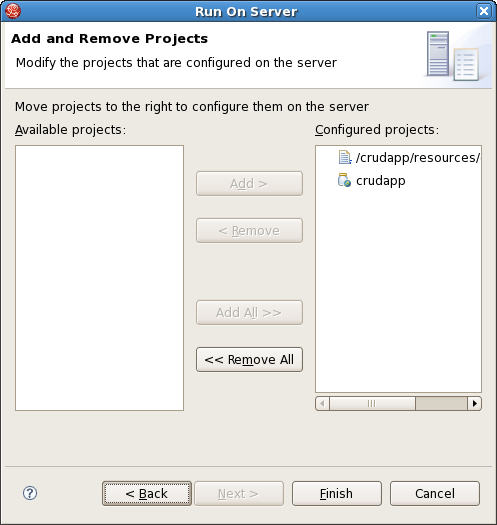 Run On Server
Add and Remove Projects
Modify the projects that are configured on the server
Move projects to the right to configure them on the server
Available projects:
Configured projects:
/crudapp/resources/
crudapp
Add >
< Remove
Add All >>
<< Remove All
< Back
Next >
Finish
Cancel